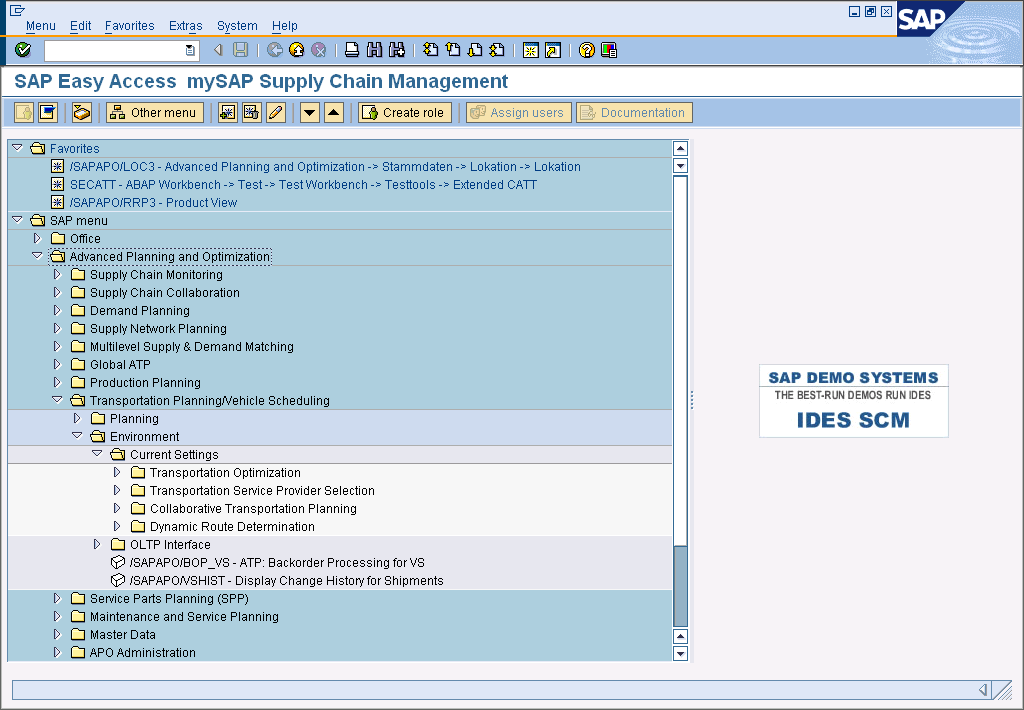 Menu Edit Favorites Extras System Help
SAP
SAP Easy Access mySAP Supply Chain Management
Other menu Create role Assign users Documentation
Favorites
/SAPAPO/LOC3 - Advanced Planning and Optimization -> Stammdaten -> Lokation -> Lokation
SECATT - ABAP Workbench -> Test -> Test Workbench -> Testtools -> Extended CATT
/SAPAPO/RRP3 - Product View
SAP menu
Office
Advanced Planning and Optimization
Supply Chain Monitoring
Supply Chain Collaboration
Demand Planning
Supply Network Planning
Multilevel Supply & Demand Matching
Global ATP
Production Planning
Transportation Planning/Vehicle Scheduling
Planning
Environment
Current Settings
Transportation Optimization
Transportation Service Provider Selection
Collaborative Transportation Planning
Dynamic Route Determination
OLTP Interface
/SAPAPO/BOP_VS - ATP: Backorder Processing for VS
/SAPAPO/VSHIST - Display Change History for Shipments
Service Parts Planning (SPP)
Maintenance and Service Planning
Master Data
APO Administration
SAP DEMO SYSTEMS
THE BEST-RUN DEMOS RUN IDES
IDES SCM